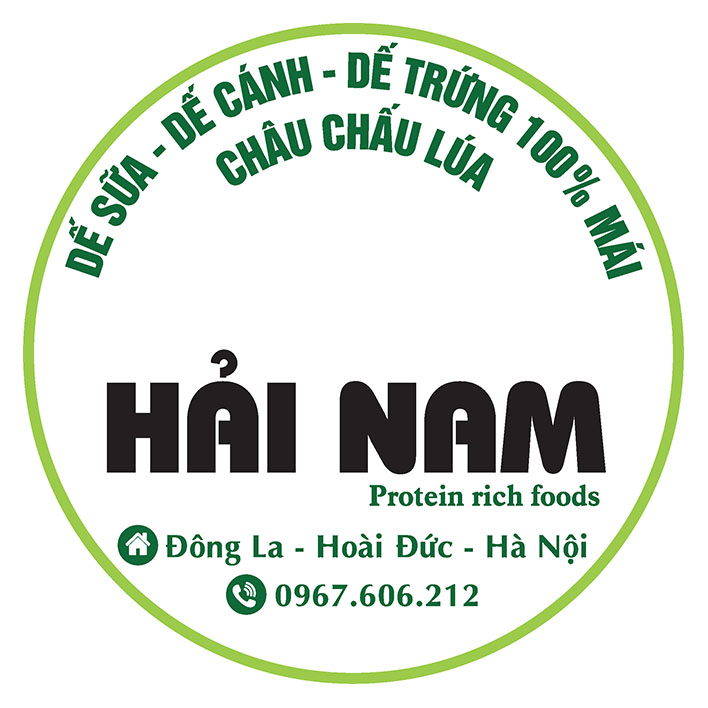 DẾ SỮA - DẾ CÁNH - DẾ TRỨNG 100% MÁI
CHÂU CHẤU LÚA
HẢI NAM
Protein rich foods
Đông La - Hoài Đức - Hà Nội
0967.606.212